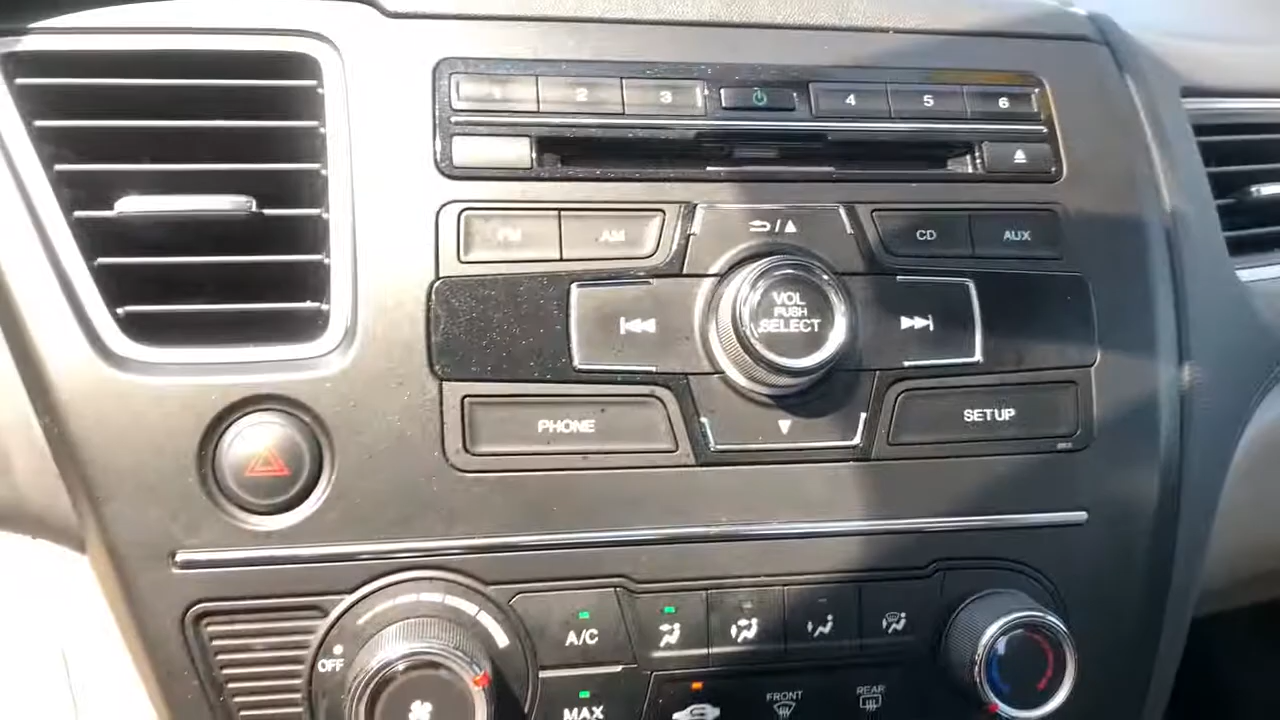 1 2 3 4 5 6
FM AM CD AUX
VOL
PUSH
SELECT
PHONE SETUP
OFF A/C
MAX FRONT REAR